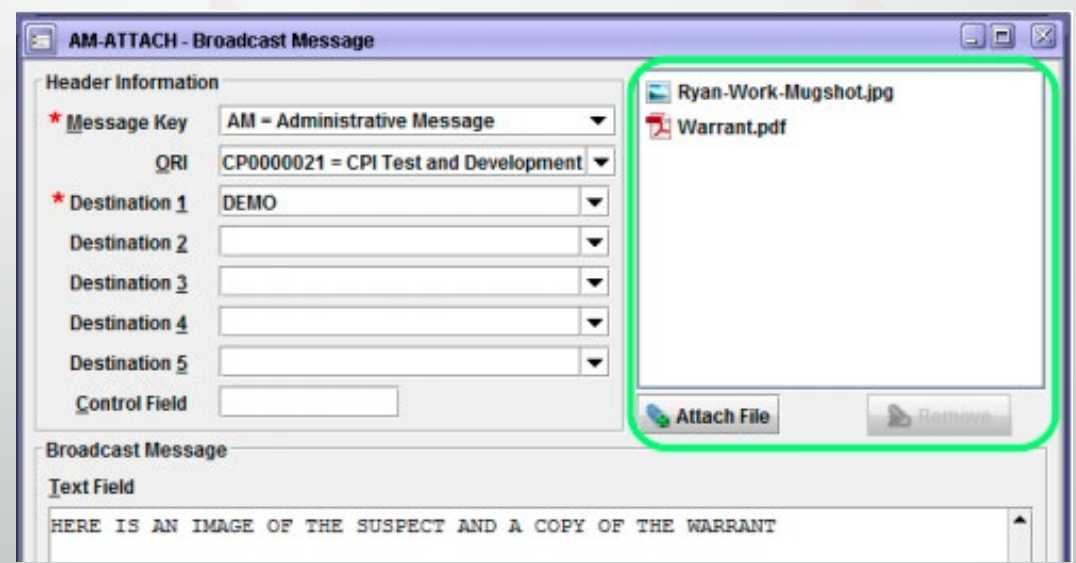 AM-ATTACH - Broadcast Message
Header Information
* Message Key AM = Administrative Message
ORI CP0000021 = CPI Test and Development
* Destination 1 DEMO
Destination 2
Destination 3
Destination 4
Destination 5
Control Field
Ryan-Work-Mugshot.jpg
Warrant.pdf
Attach File Remove
Broadcast Message
Text Field
HERE IS AN IMAGE OF THE SUSPECT AND A COPY OF THE WARRANT